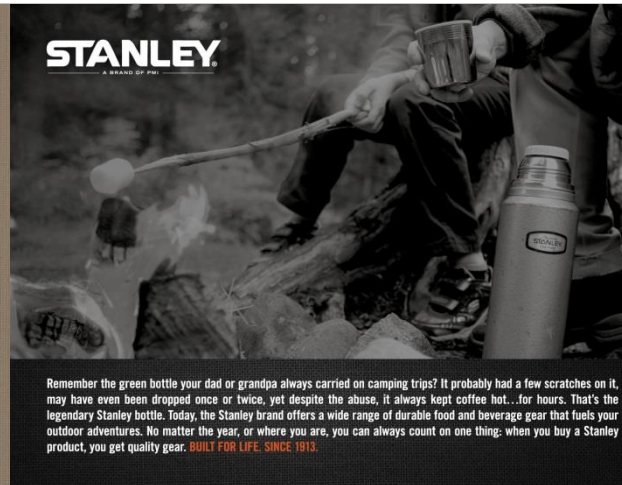 STANLEY®
A BRAND OF PMI
STANLEY
Remember the green bottle your dad or grandpa always carried on camping trips? It probably had a few scratches on it,
may have even been dropped once or twice, yet despite the abuse, it always kept coffee hot...for hours. That's the
legendary Stanley bottle. Today, the Stanley brand offers a wide range of durable food and beverage gear that fuels your
outdoor adventures. No matter the year, or where you are, you can always count on one thing: when you buy a Stanley
product, you get quality gear. BUILT FOR LIFE. SINCE 1913.